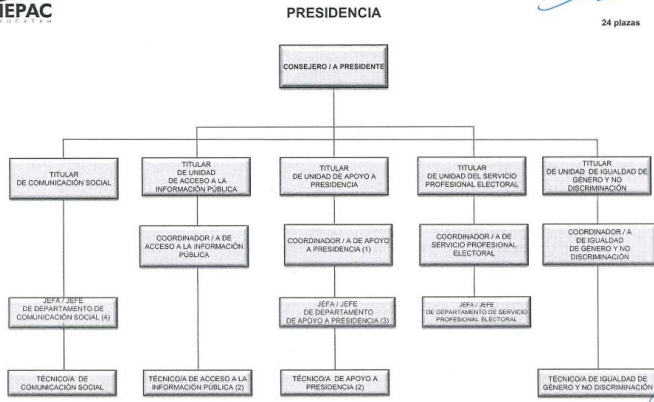 IEPAC
YUCATÁN
PRESIDENCIA
24 plazas
CONSEJERO / A PRESIDENTE
TITULAR
DE COMUNICACIÓN SOCIAL
TITULAR
DE UNIDAD
DE ACCESO A LA
INFORMACIÓN PÚBLICA
TITULAR
DE UNIDAD DE APOYO A
PRESIDENCIA
TITULAR
DE UNIDAD DEL SERVICIO
PROFESIONAL ELECTORAL
TITULAR
DE UNIDAD DE IGUALDAD DE
GÉNERO Y NO
DISCRIMINACIÓN
COORDINADOR / A DE
ACCESO A LA INFORMACIÓN
PÚBLICA
COORDINADOR / A DE APOYO
A PRESIDENCIA (1)
COORDINADOR / A DE
SERVICIO PROFESIONAL
ELECTORAL
COORDINADOR / A
DE IGUALDAD
DE GÉNERO Y NO
DISCRIMINACIÓN
JEFA / JEFE
DE DEPARTAMENTO DE
COMUNICACIÓN SOCIAL (4)
JEFA / JEFE
DE DEPARTAMENTO
DE APOYO A PRESIDENCIA (3)
JEFA / JEFE
DE DEPARTAMENTO DE SERVICIO
PROFESIONAL ELECTORAL
TÉCNICO/A DE
COMUNICACIÓN SOCIAL
TÉCNICO/A DE ACCESO A LA
INFORMACIÓN PÚBLICA (2)
TÉCNICO/A DE APOYO A
PRESIDENCIA (2)
TÉCNICO/A DE IGUALDAD DE
GÉNERO Y NO DISCRIMINACIÓN